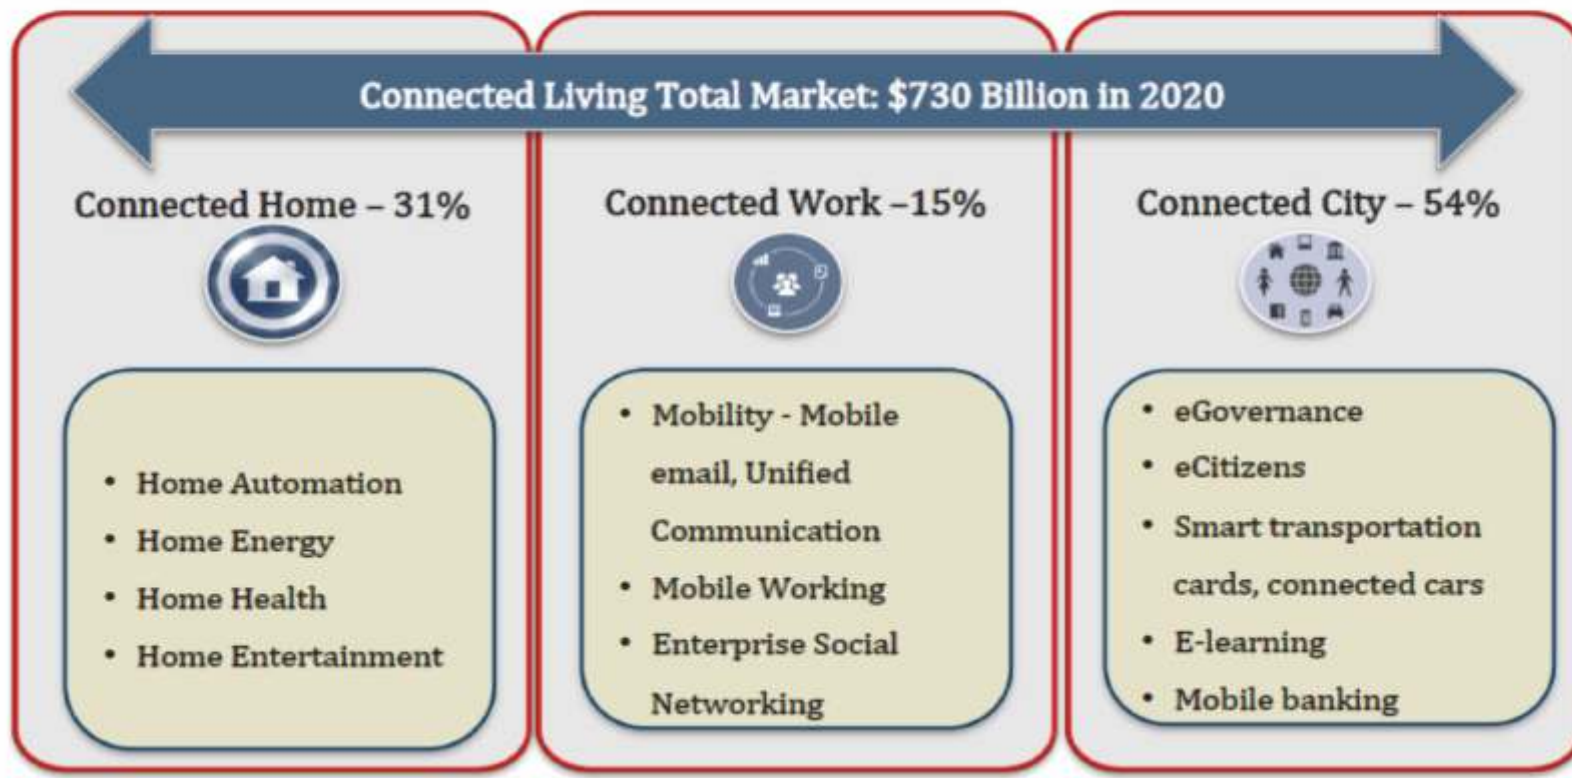 Connected Living Total Market: $730 Billion in 2020
Connected Home – 31%
• Home Automation
• Home Energy
• Home Health
• Home Entertainment
Connected Work –15%
• Mobility - Mobile
email, Unified
Communication
• Mobile Working
• Enterprise Social
Networking
Connected City – 54%
• eGovernance
• eCitizens
• Smart transportation
cards, connected cars
• E-learning
• Mobile banking